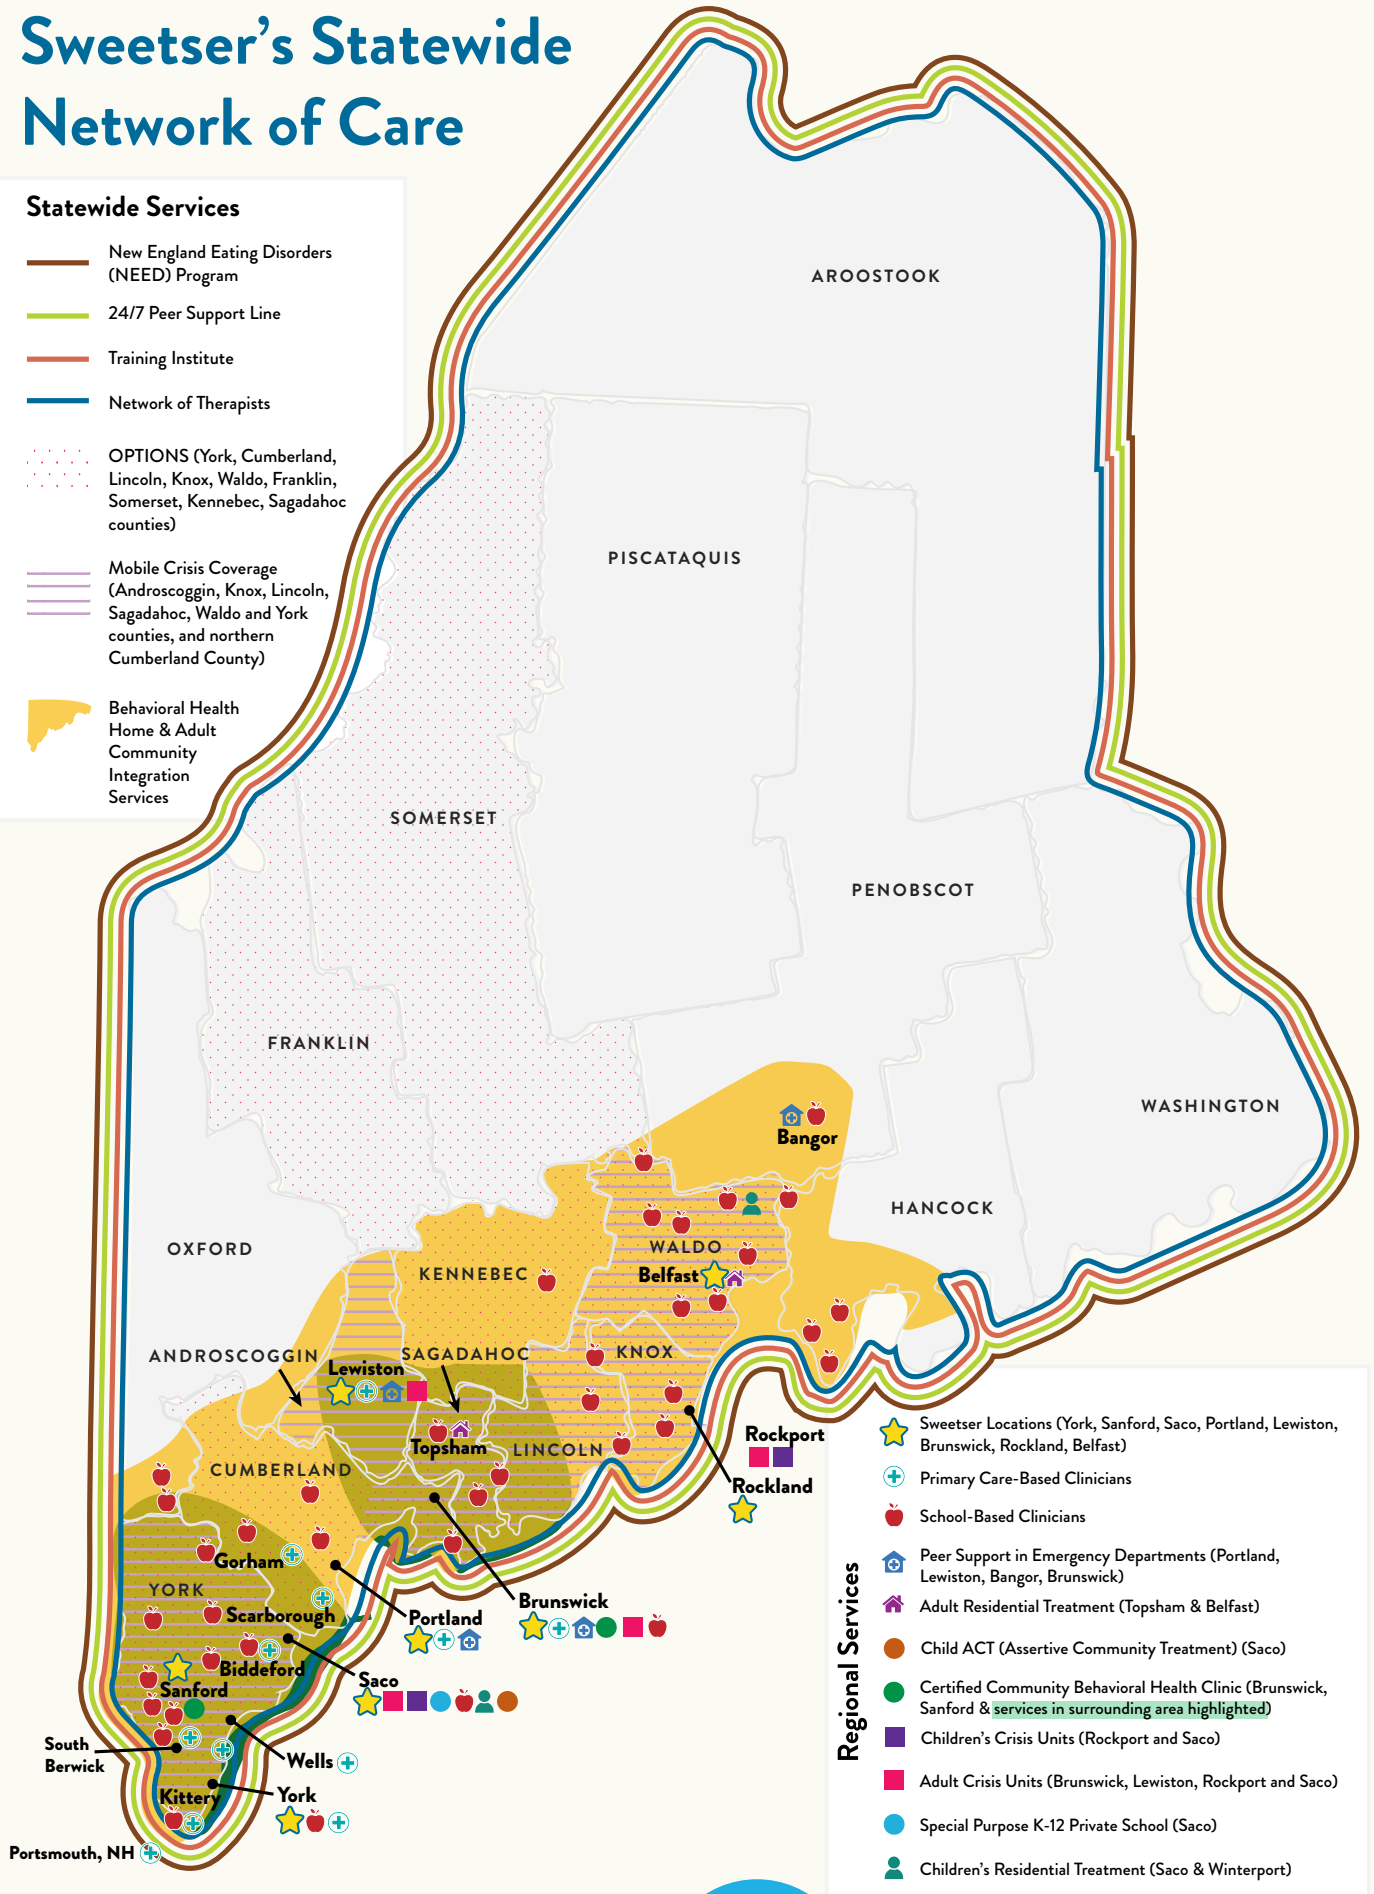 Sweetser's Statewide
Network of Care
Statewide Services
New England Eating Disorders
(NEED) Program
24/7 Peer Support Line
Training Institute
Network of Therapists
OPTIONS (York, Cumberland,
Lincoln, Knox, Waldo, Franklin,
Somerset, Kennebec, Sagadahoc
counties)
Mobile Crisis Coverage
(Androscoggin, Knox, Lincoln,
Sagadahoc, Waldo and York
counties, and northern
Cumberland County)
Behavioral Health
Home & Adult
Community
Integration
Services
AROOSTOOK
PISCATAQUIS
SOMERSET
PENOBSCOT
FRANKLIN
WASHINGTON
Bangor
HANCOCK
OXFORD
WALDO
KENNEBEC
Belfast
ANDROSCOGGIN
SAGADAHOC
KNOX
Lewiston
Rockport
Topsham
LINCOLN
CUMBERLAND
Rockland
Gorham
YORK
Brunswick
Scarborough
Portland
Biddeford
Saco
Sanford
South
Berwick
Wells
Kittery
York
Portsmouth, NH
Regional Services
Sweetser Locations (York, Sanford, Saco, Portland, Lewiston,
Brunswick, Rockland, Belfast)
Primary Care-Based Clinicians
School-Based Clinicians
Peer Support in Emergency Departments (Portland,
Lewiston, Bangor, Brunswick)
Adult Residential Treatment (Topsham & Belfast)
Child ACT (Assertive Community Treatment) (Saco)
Certified Community Behavioral Health Clinic (Brunswick,
Sanford & services in surrounding area highlighted)
Children's Crisis Units (Rockport and Saco)
Adult Crisis Units (Brunswick, Lewiston, Rockport and Saco)
Special Purpose K-12 Private School (Saco)
Children's Residential Treatment (Saco & Winterport)